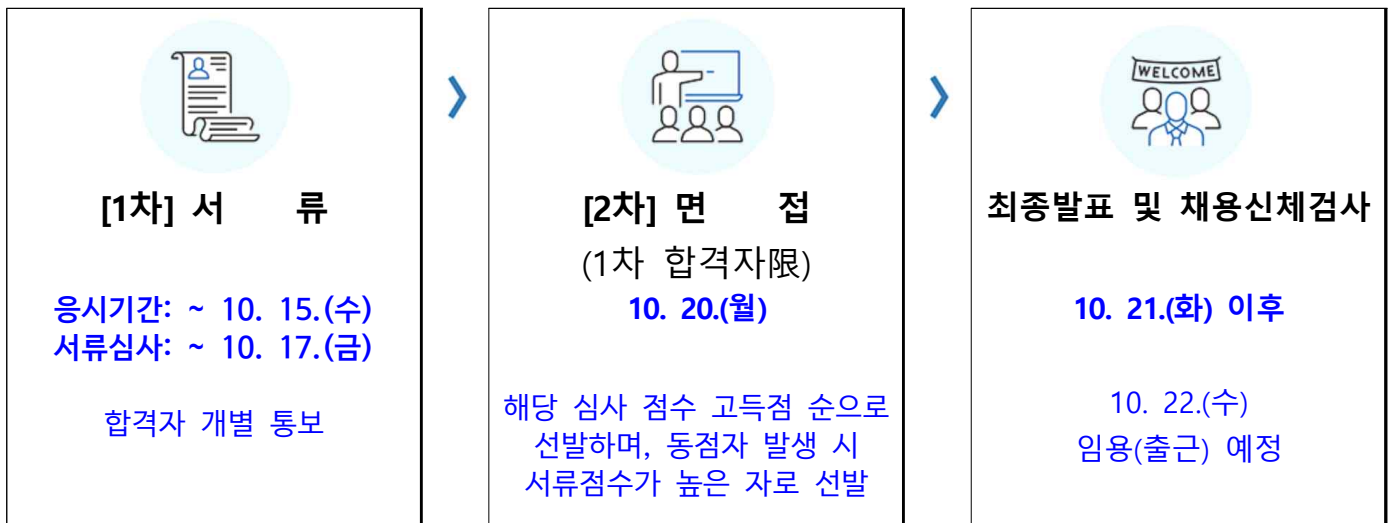 [1차] 서 류
응시기간: ~ 10. 15.(수)
서류심사: ~ 10. 17.(금)
합격자 개별 통보
[2차] 면 접
(1차 합격자限)
10. 20.(월)
해당 심사 점수 고득점 순으로
선발하며, 동점자 발생 시
서류점수가 높은 자로 선발
WELCOME
최종발표 및 채용신체검사
10. 21.(화) 이후
10. 22.(수)
임용(출근) 예정